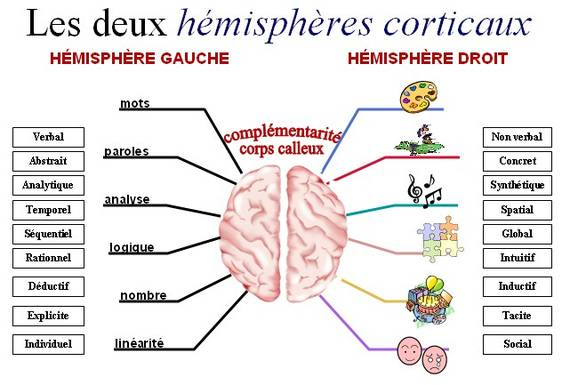 Les deux hémisphères corticaux
HÉMISPHÈRE GAUCHE
HÉMISPHÈRE DROIT
mots
paroles
analyse
logique
nombre
linéarité
complémentarité
corps calleux
Verbal
Abstrait
Analytique
Temporel
Séquentiel
Rationnel
Déductif
Explicite
Individuel
Non verbal
Concret
Synthétique
Spatial
Global
Intuitif
Inductif
Tacite
Social